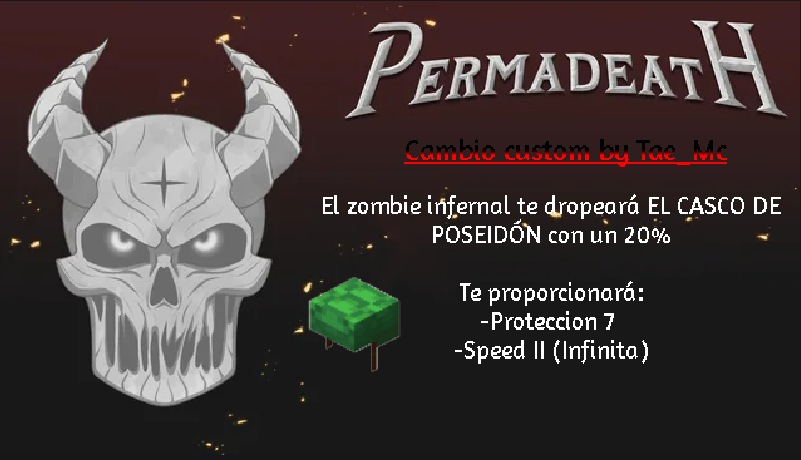 PERMADEATH
Cambio custom by Tae_Mc
El zombie infernal te dropeará EL CASCO DE
POSEIDÓN con un 20%
Te proporcionará:
-Proteccion 7
-Speed II (Infinita)